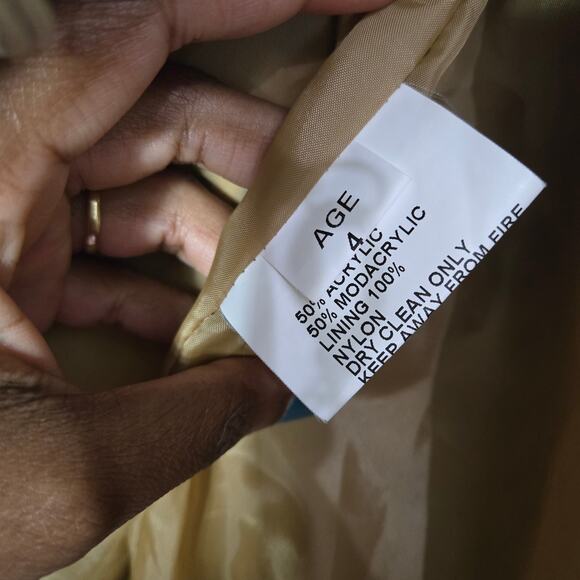 AGE
4
50% ACRYLIC
50% MODACRYLIC
LINING 100%
NYLON
DRY CLEAN ONLY
KEEP AWAY FROM FIRE